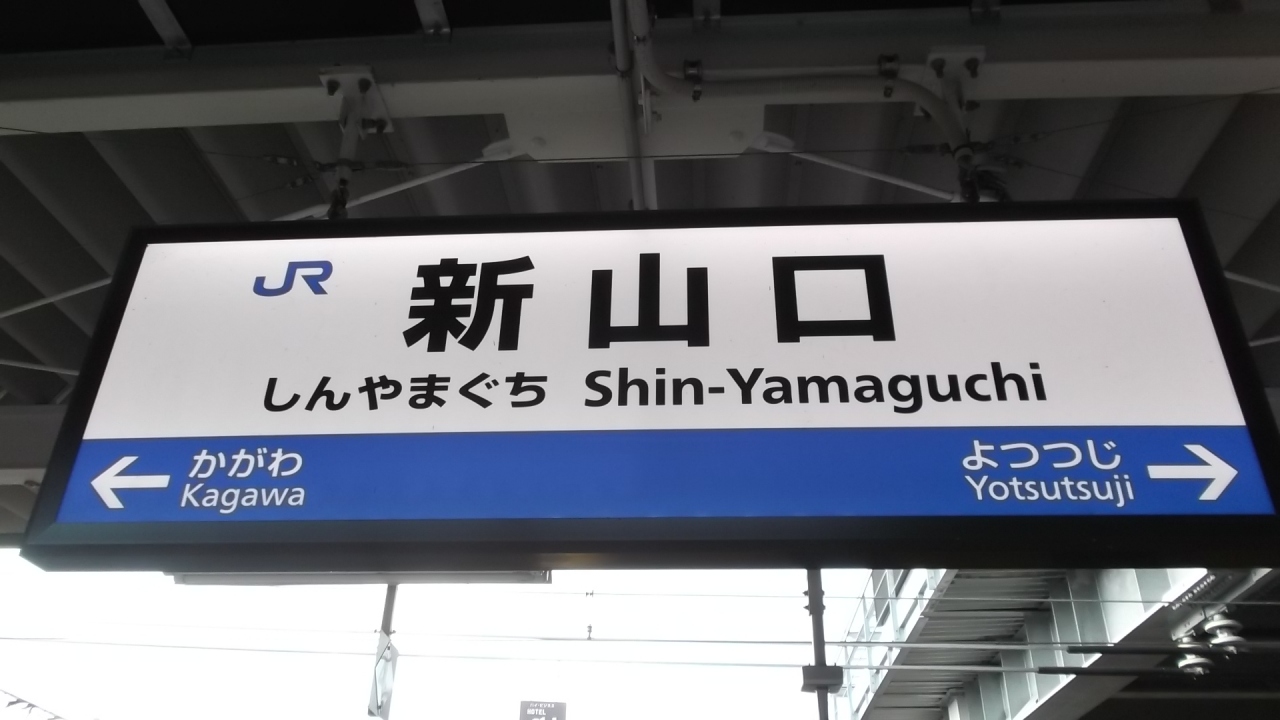 JR 新山口
しんやまぐち Shin-Yamaguchi
かがわ
Kagawa
よつつじ
Yotsutsuji
HOTEL